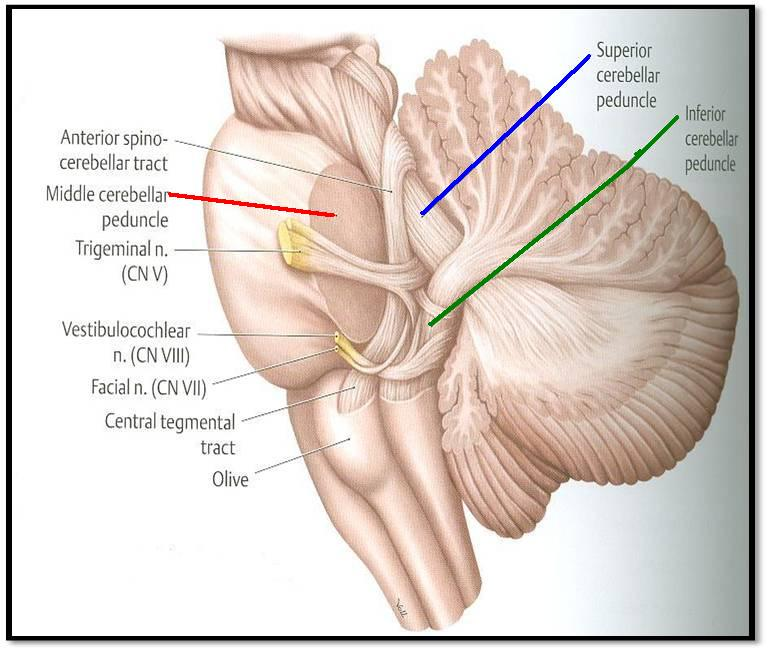 Superior
cerebellar
peduncle
Inferior
cerebellar
peduncle
Anterior spino-
cerebellar tract
Middle cerebellar
peduncle
Trigeminal n.
(CN V)
Vestibulocochlear
n. (CN VIII)
Facial n. (CN VII)
Central tegmental
tract
Olive